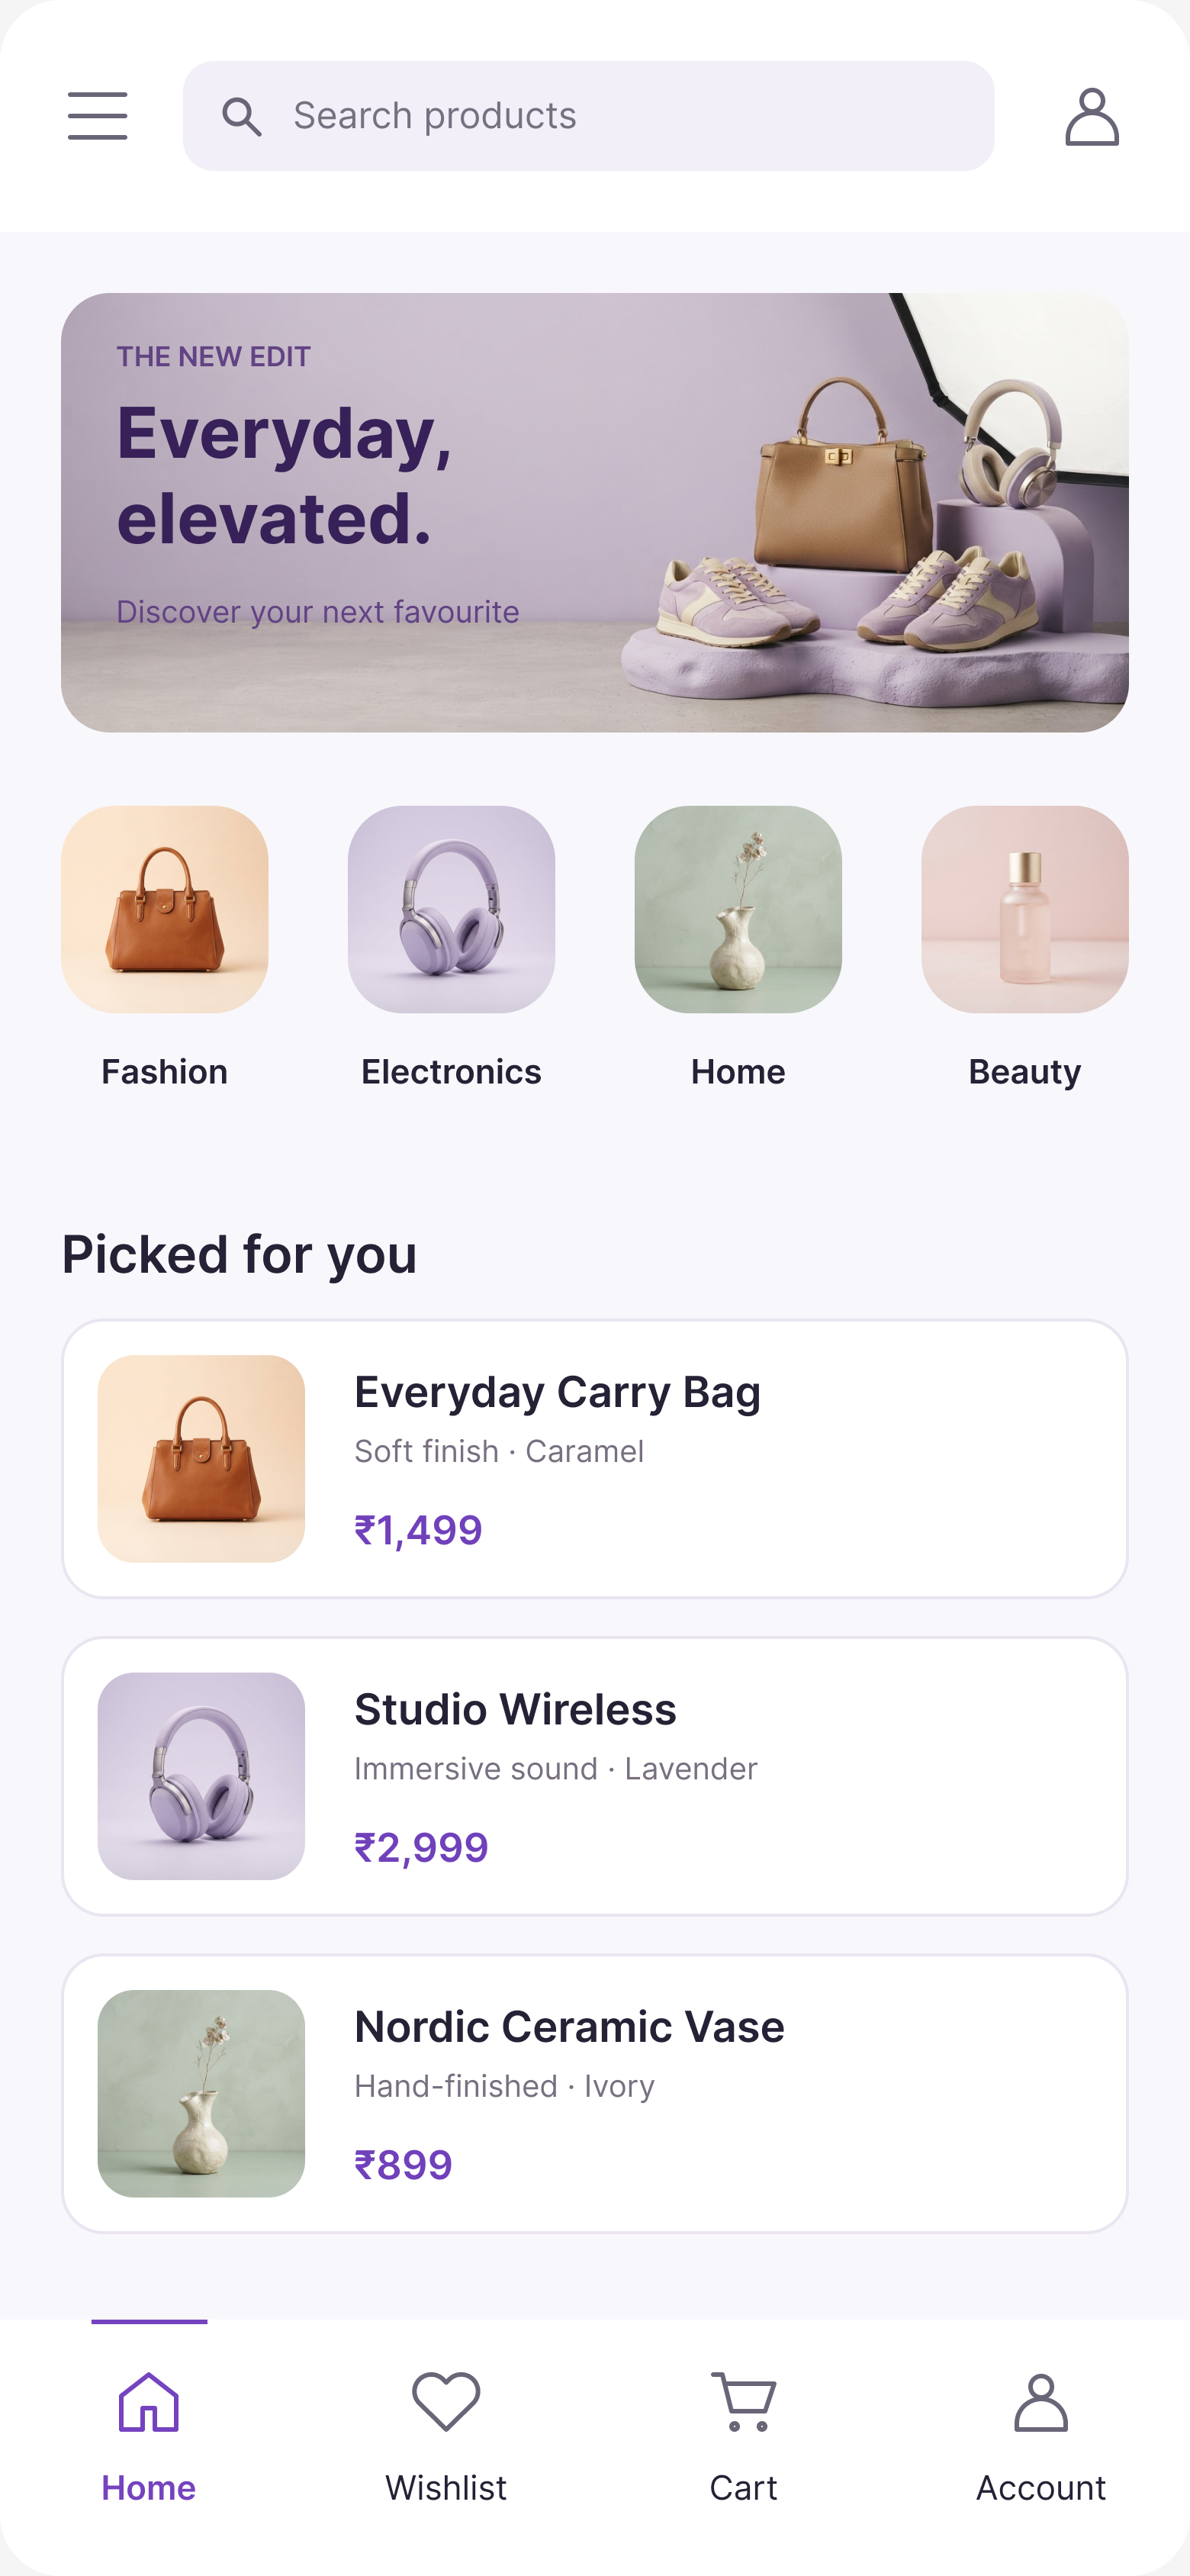 Search products
THE NEW EDIT
Everyday,
elevated.
Discover your next favourite
Fashion
Electronics
Home
Beauty
Picked for you
Everyday Carry Bag
Soft finish · Caramel
₹1,499
Studio Wireless
Immersive sound · Lavender
₹2,999
Nordic Ceramic Vase
Hand-finished · Ivory
₹899
Home
Wishlist
Cart
Account